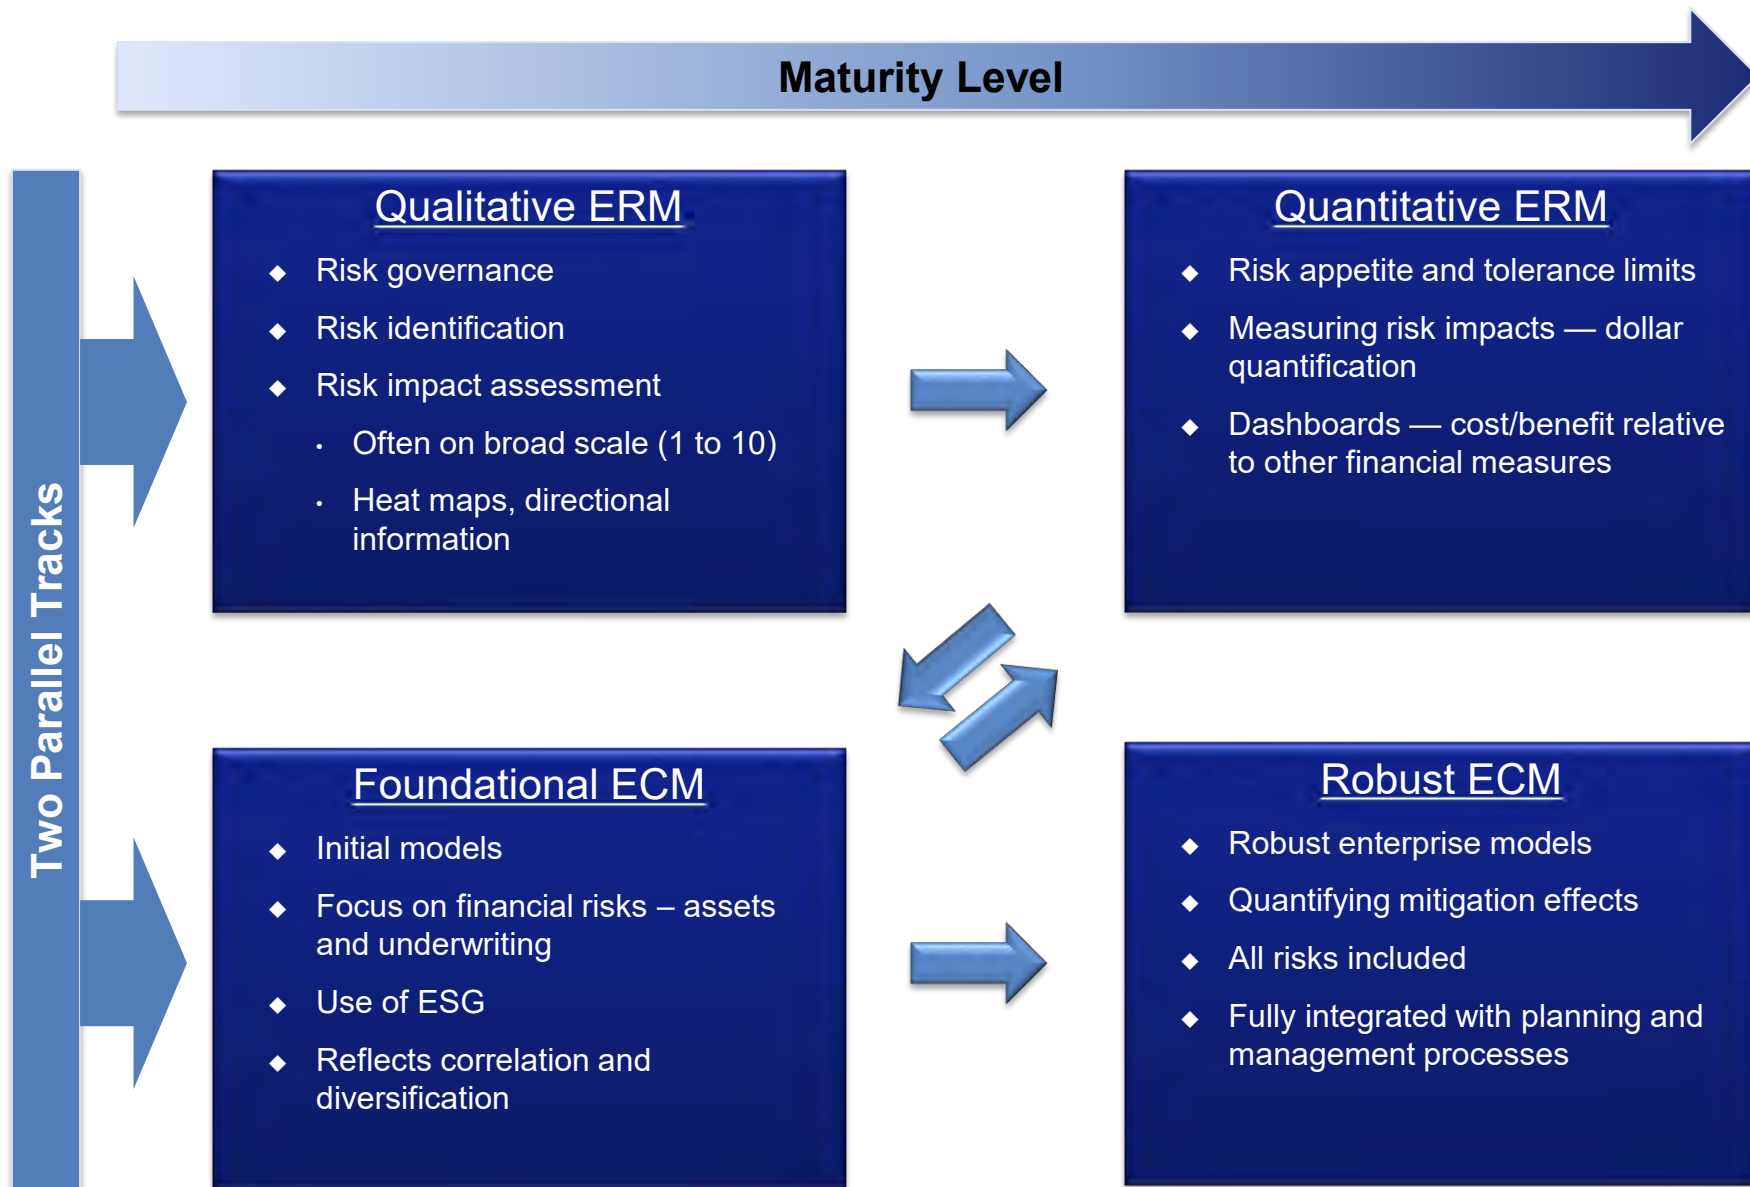 Maturity Level
Two Parallel Tracks
Qualitative ERM
Risk governance
Risk identification
Risk impact assessment
Often on broad scale (1 to 10)
Heat maps, directional
information
Quantitative ERM
Risk appetite and tolerance limits
Measuring risk impacts — dollar
quantification
Dashboards — cost/benefit relative
to other financial measures
Foundational ECM
Initial models
Focus on financial risks – assets
and underwriting
Use of ESG
Reflects correlation and
diversification
Robust ECM
Robust enterprise models
Quantifying mitigation effects
All risks included
Fully integrated with planning and
management processes